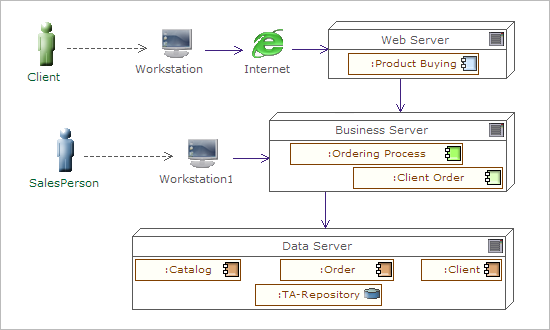 Web Server
:Product Buying
Client
Workstation
Internet
Business Server
:Ordering Process
:Client Order
SalesPerson
Workstation1
Data Server
:Catalog
:Order
:Client
:TA-Repository